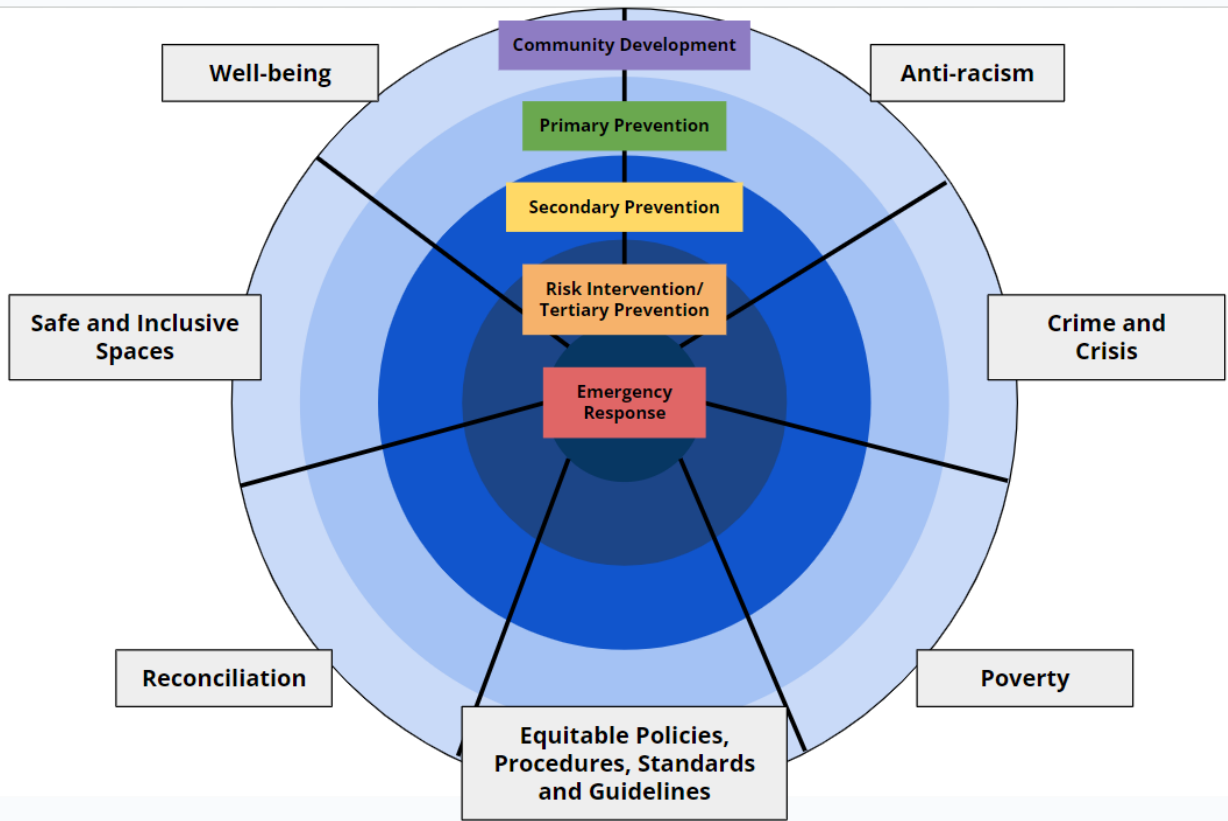 Community Development
Well-being
Anti-racism
Primary Prevention
Secondary Prevention
Risk Intervention/
Tertiary Prevention
Safe and Inclusive
Spaces
Crime and
Crisis
Emergency
Response
Reconciliation
Poverty
Equitable Policies,
Procedures, Standards
and Guidelines